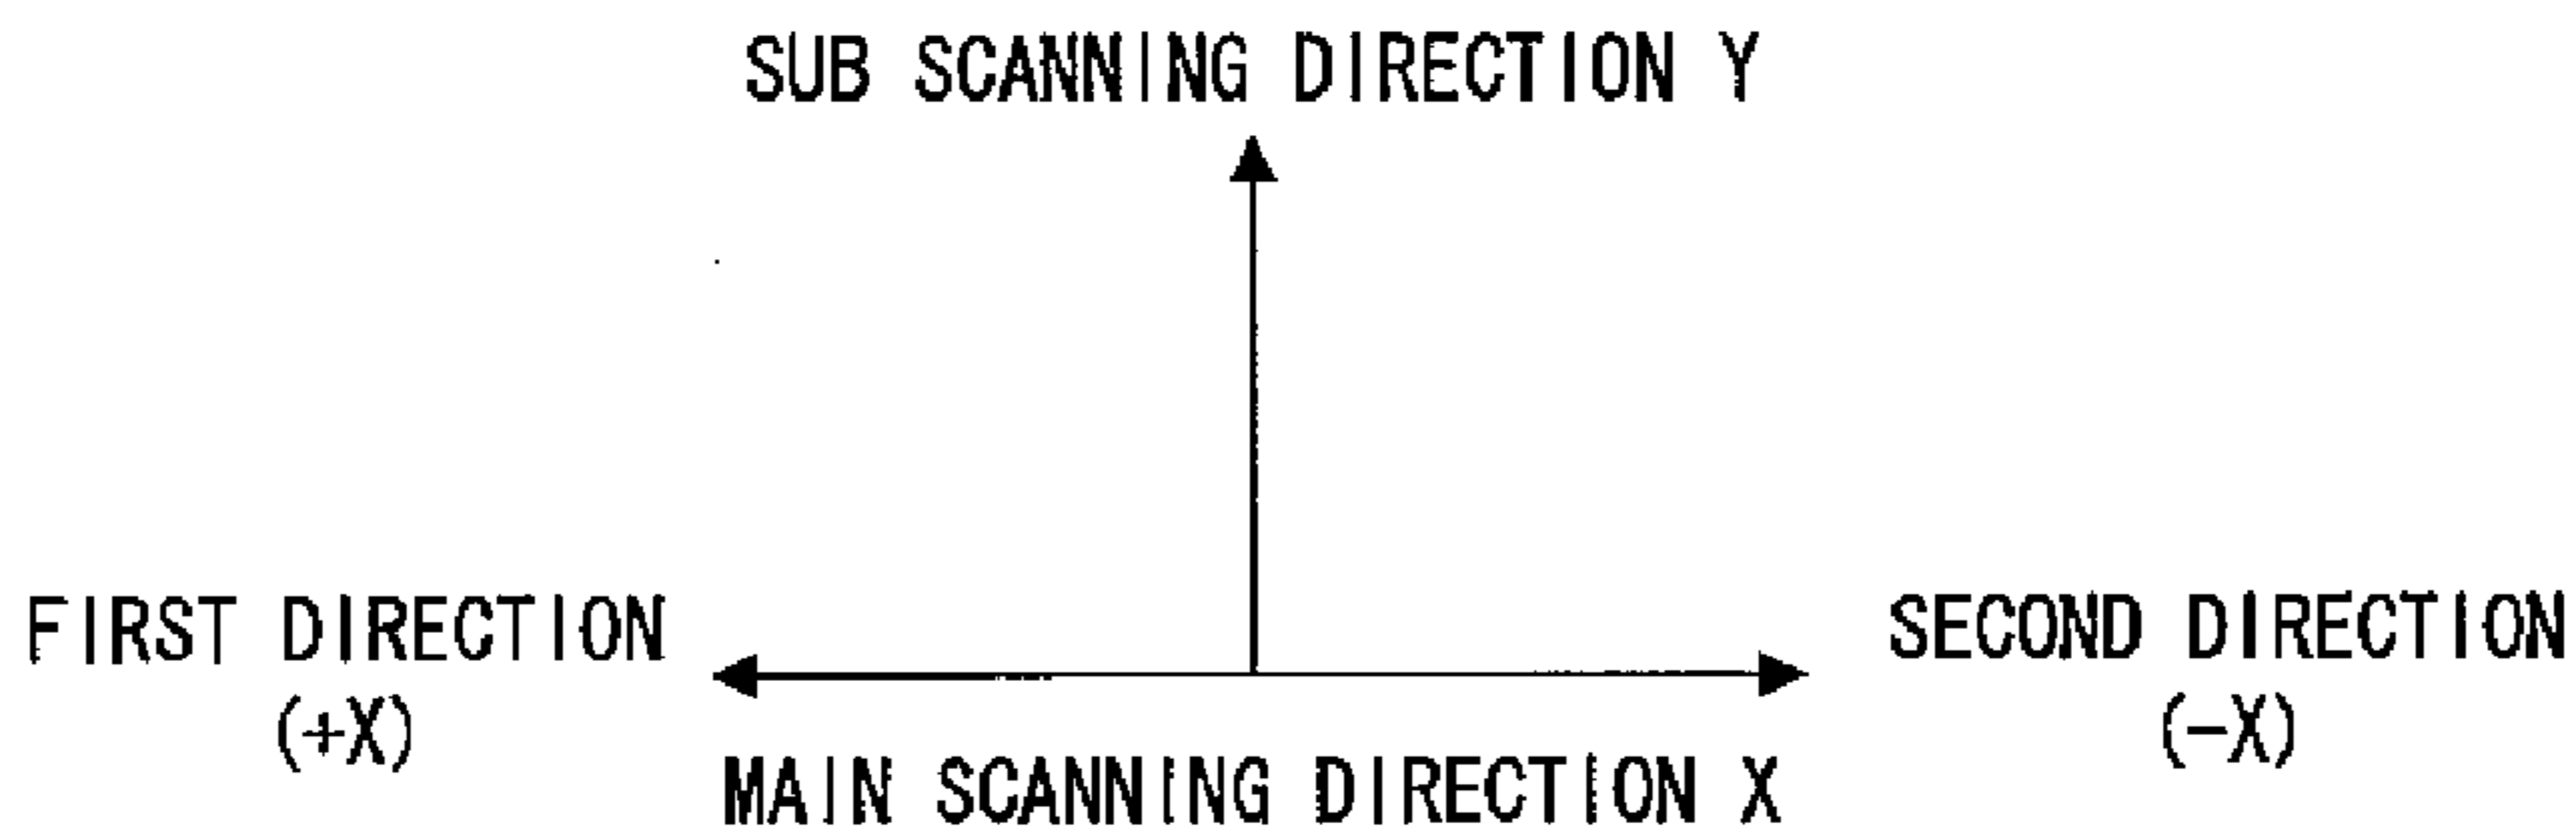 SUB SCANNING DIRECTION Y
FIRST DIRECTION
(+X)
SECOND DIRECTION
(-X)
MAIN SCANNING DIRECTION X